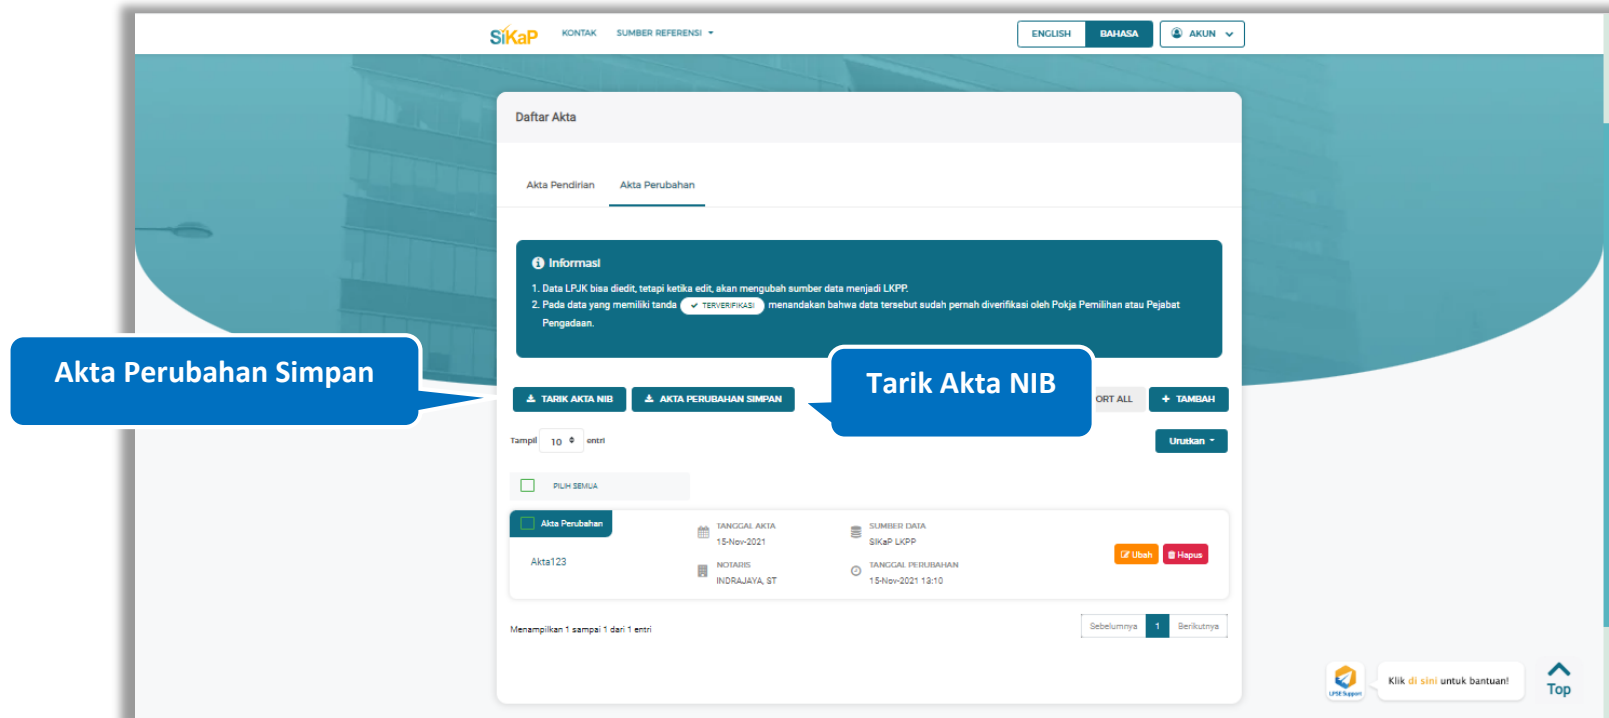 SiKaP KONTAK SUMBER REFERENSI ENGLISH BAHASA AKUN
Daftar Akta
Akta Pendirian Akta Perubahan
Informasi
1. Data LPJK bisa diedit, tetapi ketika edit, akan mengubah sumber data menjadi LKPP.
2. Pada data yang memiliki tanda TERVERIFIKASI menandakan bahwa data tersebut sudah pernah diverifikasi oleh Pokja Pemilihan atau Pejabat
Pengadaan.
Akta Perubahan Simpan
Tarik Akta NIB
TARIK AKTA NIB AKTA PERUBAHAN SIMPAN ORT ALL + TAMBAH
Tampil 10 entri Urutkan
PILIH SEMUA
Akta Perubahan
Akta123
TANGGAL AKTA
15-Nov-2021
NOTARIS
INDRAJAYA, ST
SUMBER DATA
SIKaP LKPP
TANGGAL PERUBAHAN
15-Nov-2021 13:10
Ubah Hapus
Menampilkan 1 sampai 1 dari 1 entri
Sebelumnya 1 Berikutnya
LPSE Support
Klik di sini untuk bantuan!
Top